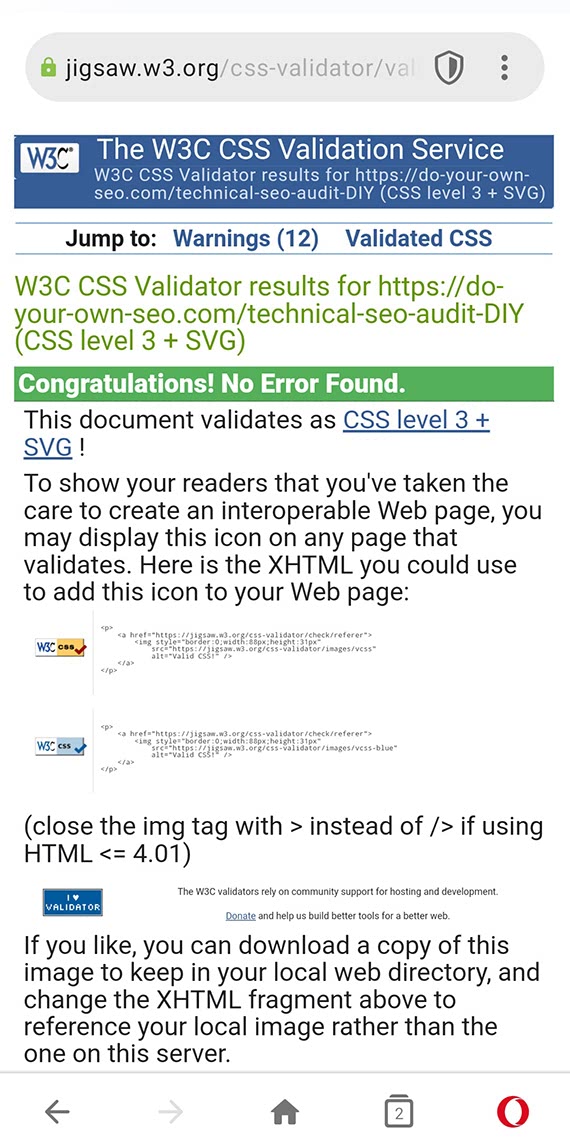 jigsaw.w3.org/css-validator/val
W3C®
The W3C CSS Validation Service
W3C CSS Validator results for https://do-your-own-
seo.com/technical-seo-audit-DIY (CSS level 3 + SVG)
Jump to: Warnings (12) Validated CSS
W3C CSS Validator results for https://do-
your-own-seo.com/technical-seo-audit-DIY
(CSS level 3 + SVG)
Congratulations! No Error Found.
This document validates as CSS level 3 +
SVG !
To show your readers that you've taken the
care to create an interoperable Web page, you
may display this icon on any page that
validates. Here is the XHTML you could use
to add this icon to your Web page:
W3C css
<p>
<a href="https://jigsaw.w3.org/css-validator/check/referer">
<img style="border:0;width:88px;height:31px"
src="https://jigsaw.w3.org/css-validator/images/vcss"
alt="Valid CSS!" />
</a>
</p>
W3C css
<p>
<a href="https://jigsaw.w3.org/css-validator/check/referer">
<img style="border:0;width:88px;height:31px"
src="https://jigsaw.w3.org/css-validator/images/vcss-blue"
alt="Valid CSS!" />
</a>
</p>
(close the img tag with > instead of /> if using
HTML <= 4.01)
I ♥
VALIDATOR
The W3C validators rely on community support for hosting and development.
Donate and help us build better tools for a better web.
If you like, you can download a copy of this
image to keep in your local web directory, and
change the XHTML fragment above to
reference your local image rather than the
one on this server.
2